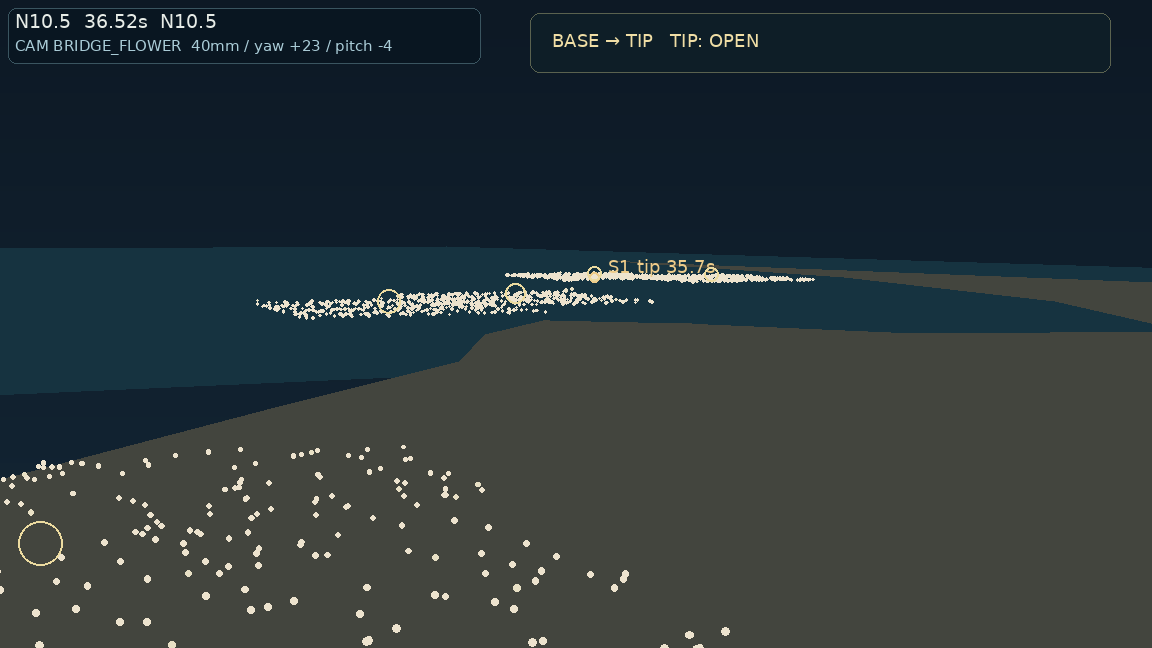 N10.5  36.52s  N10.5
CAM BRIDGE_FLOWER  40mm / yaw +23 / pitch -4
BASE → TIP   TIP: OPEN
S1 tip 35.7s